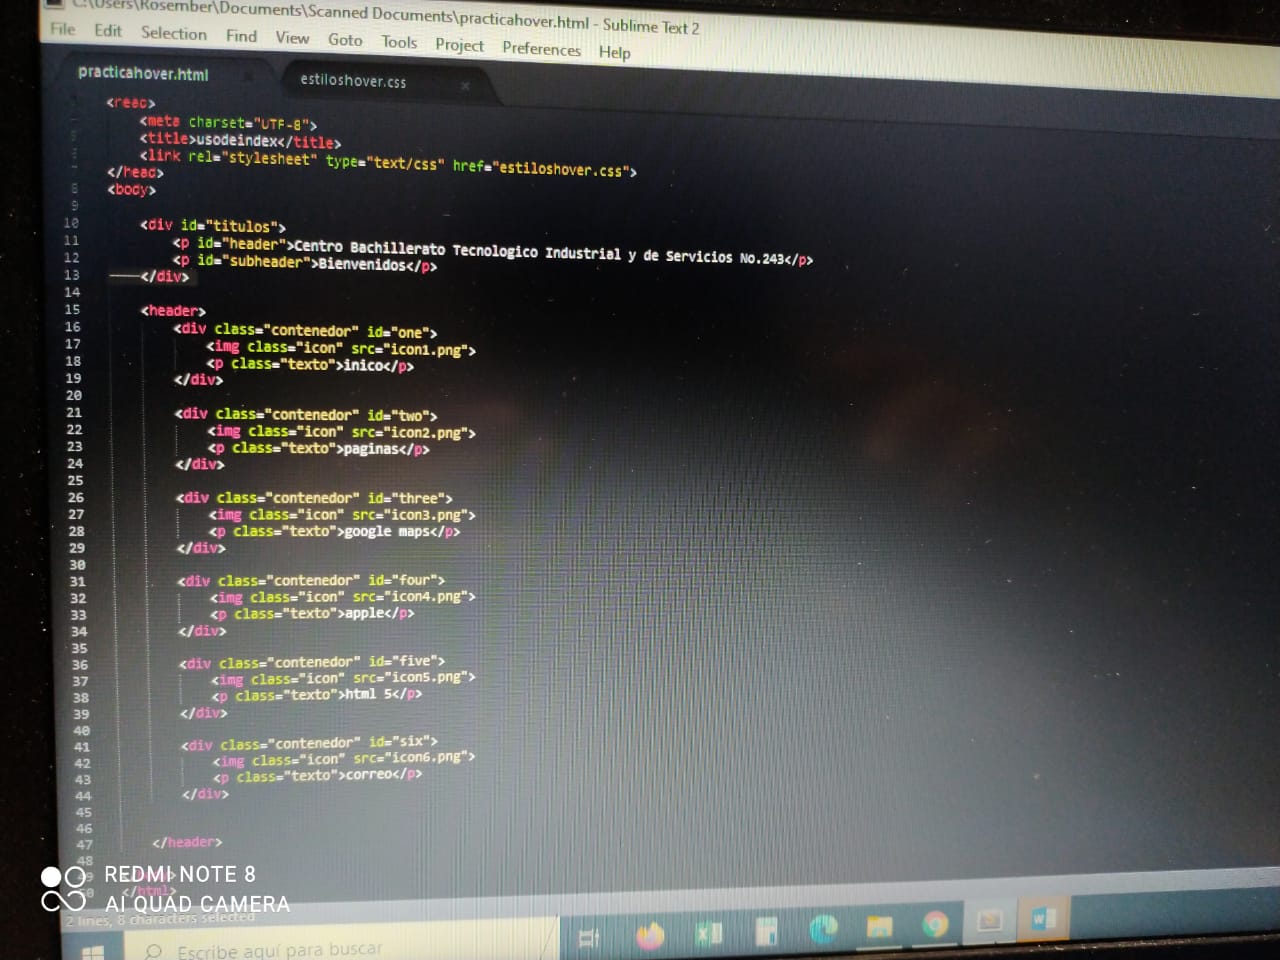 C:\Users\Rosember\Documents\Scanned Documents\practicahover.html - Sublime Text 2
File Edit Selection Find View Goto Tools Project Preferences Help
practicahover.html estiloshover.css
<head>
<meta charset="UTF-8">
<title>usodeindex</title>
<link rel="stylesheet" type="text/css" href="estiloshover.css">
</head>
8 <body>
9
10 <div id="titulos">
11 <p id="header">Centro Bachillerato Tecnologico Industrial y de Servicios No.243</p>
12 <p id="subheader">Bienvenidos</p>
13 </div>
14
15 <header>
16 <div class="contenedor" id="one">
17 <img class="icon" src="icon1.png">
18 <p class="texto">inico</p>
19 </div>
20
21 <div class="contenedor" id="two">
22 <img class="icon" src="icon2.png">
23 <p class="texto">paginas</p>
24 </div>
25
26 <div class="contenedor" id="three">
27 <img class="icon" src="icon3.png">
28 <p class="texto">google maps</p>
29 </div>
30
31 <div class="contenedor" id="four">
32 <img class="icon" src="icon4.png">
33 <p class="texto">apple</p>
34 </div>
35
36 <div class="contenedor" id="five">
37 <img class="icon" src="icon5.png">
38 <p class="texto">html 5</p>
39 </div>
40
41 <div class="contenedor" id="six">
42 <img class="icon" src="icon6.png">
43 <p class="texto">correo</p>
44 </div>
45
46
47 </header>
48
REDMI NOTE 8
</html>
AI QUAD CAMERA
2 lines, 8 characters selected
Escribe aquí para buscar